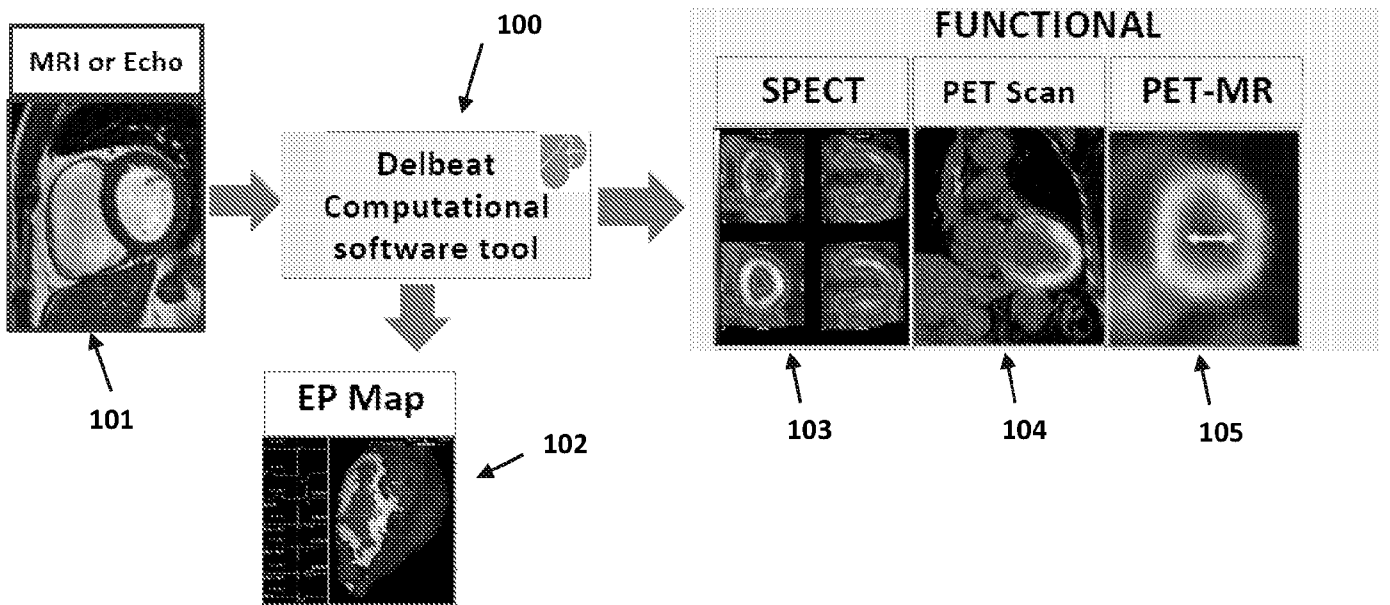 100
FUNCTIONAL
MRI or Echo
SPECT
PET Scan
PET-MR
Delbeat
Computational
software tool
101
103
104
105
EP Map
102